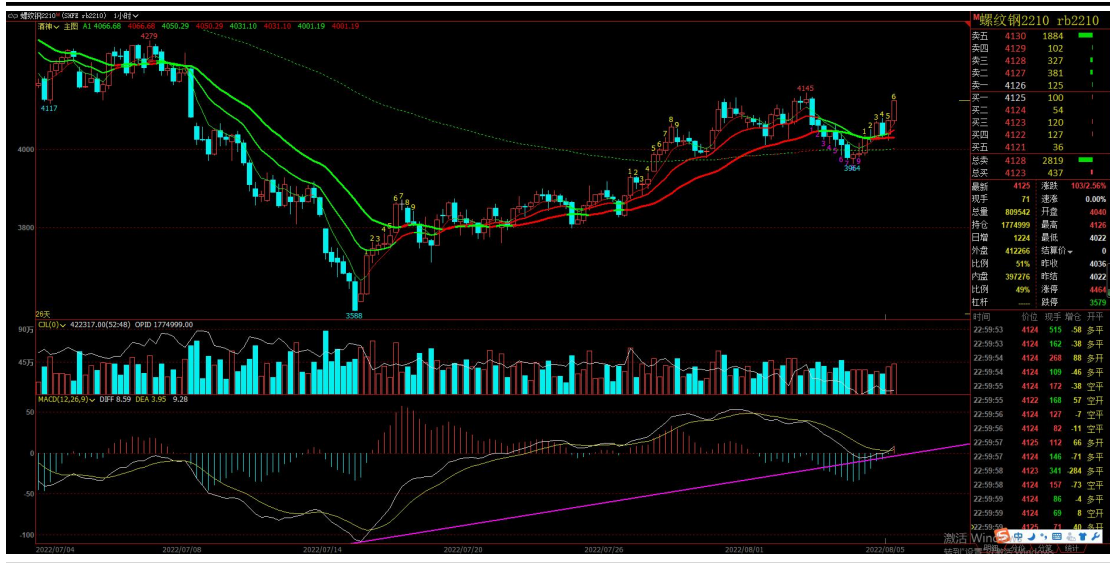 螺纹钢2210ᴹ(SHFE rb2210) 1小时
酒神 主图 A1 4066.68 4066.68 4050.29 4050.29 4031.10 4031.10 4001.19 4001.19
4279
4117
4145
3964
3588
4000
3800
26天
CJL(0) 422317.00(52:48) OPID 1774999.00
90万
45万
MACD(12,26,9) DIFF 8.59 DEA 3.95 9.28
50
0
-50
-100
2022/07/04 2022/07/08 2022/07/14 2022/07/20 2022/07/26 2022/08/01 2022/08/05
ᴹ螺纹钢2210 rb2210
卖五 4130 1884
卖四 4129 102
卖三 4128 327
卖二 4127 381
卖一 4126 125
买一 4125 100
买二 4124 54
买三 4123 120
买四 4122 127
买五 4121 36
总卖 4128 2819
总买 4123 437
最新 4125 涨跌 103/2.56%
现手 71 速涨 0.00%
总量 809542 开盘 4040
持仓 1774999 最高 4126
日增 1224 最低 4022
外盘 412266 结算价 0
比例 51% 昨收 4036
内盘 397276 昨结 4022
比例 49% 涨停 4464
杠杆 —— 跌停 3579
时间 价位 现手 增仓 开平
22:59:53 4124 515 -58 多平
22:59:53 4124 162 -38 多平
22:59:54 4124 268 88 多开
22:59:54 4124 109 -46 多平
22:59:55 4124 172 -38 空平
22:59:55 4122 168 57 空开
22:59:56 4124 127 -7 空平
22:59:56 4124 82 -11 空平
22:59:57 4125 112 66 多开
22:59:57 4124 146 -71 多平
22:59:58 4123 341 -284 多平
22:59:58 4124 157 -73 空平
22:59:59 4124 86 -4 多平
22:59:59 4124 69 8 空开
22:59:59 4125 71 40 多开
激活 Win